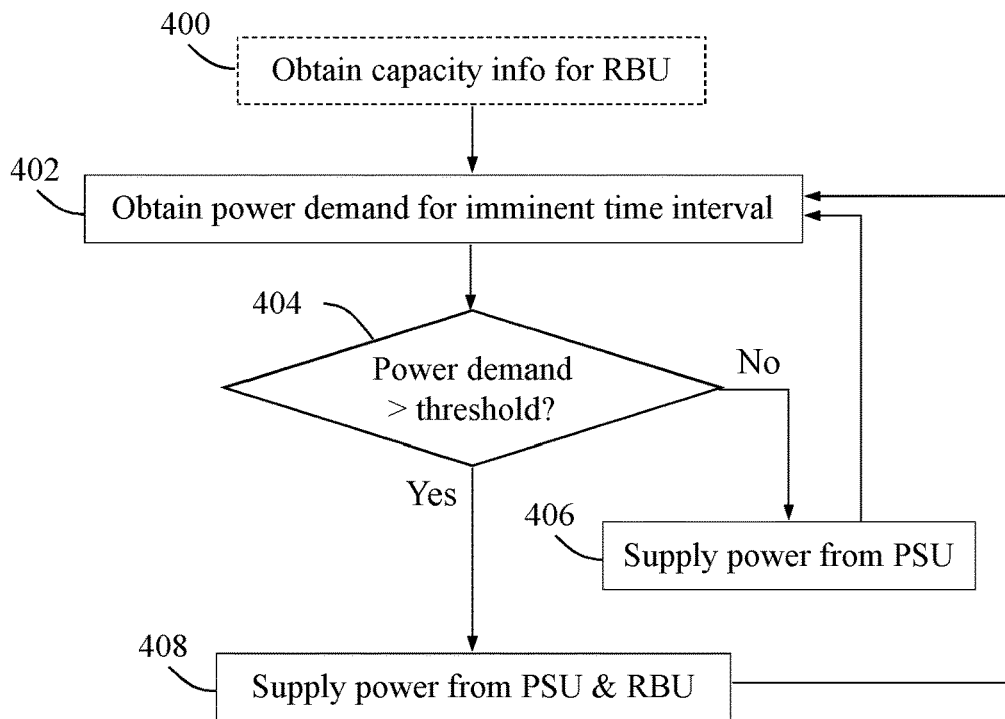 400
Obtain capacity info for RBU
402
Obtain power demand for imminent time interval
404
Power demand
> threshold?
No
Yes
406
Supply power from PSU
408
Supply power from PSU & RBU